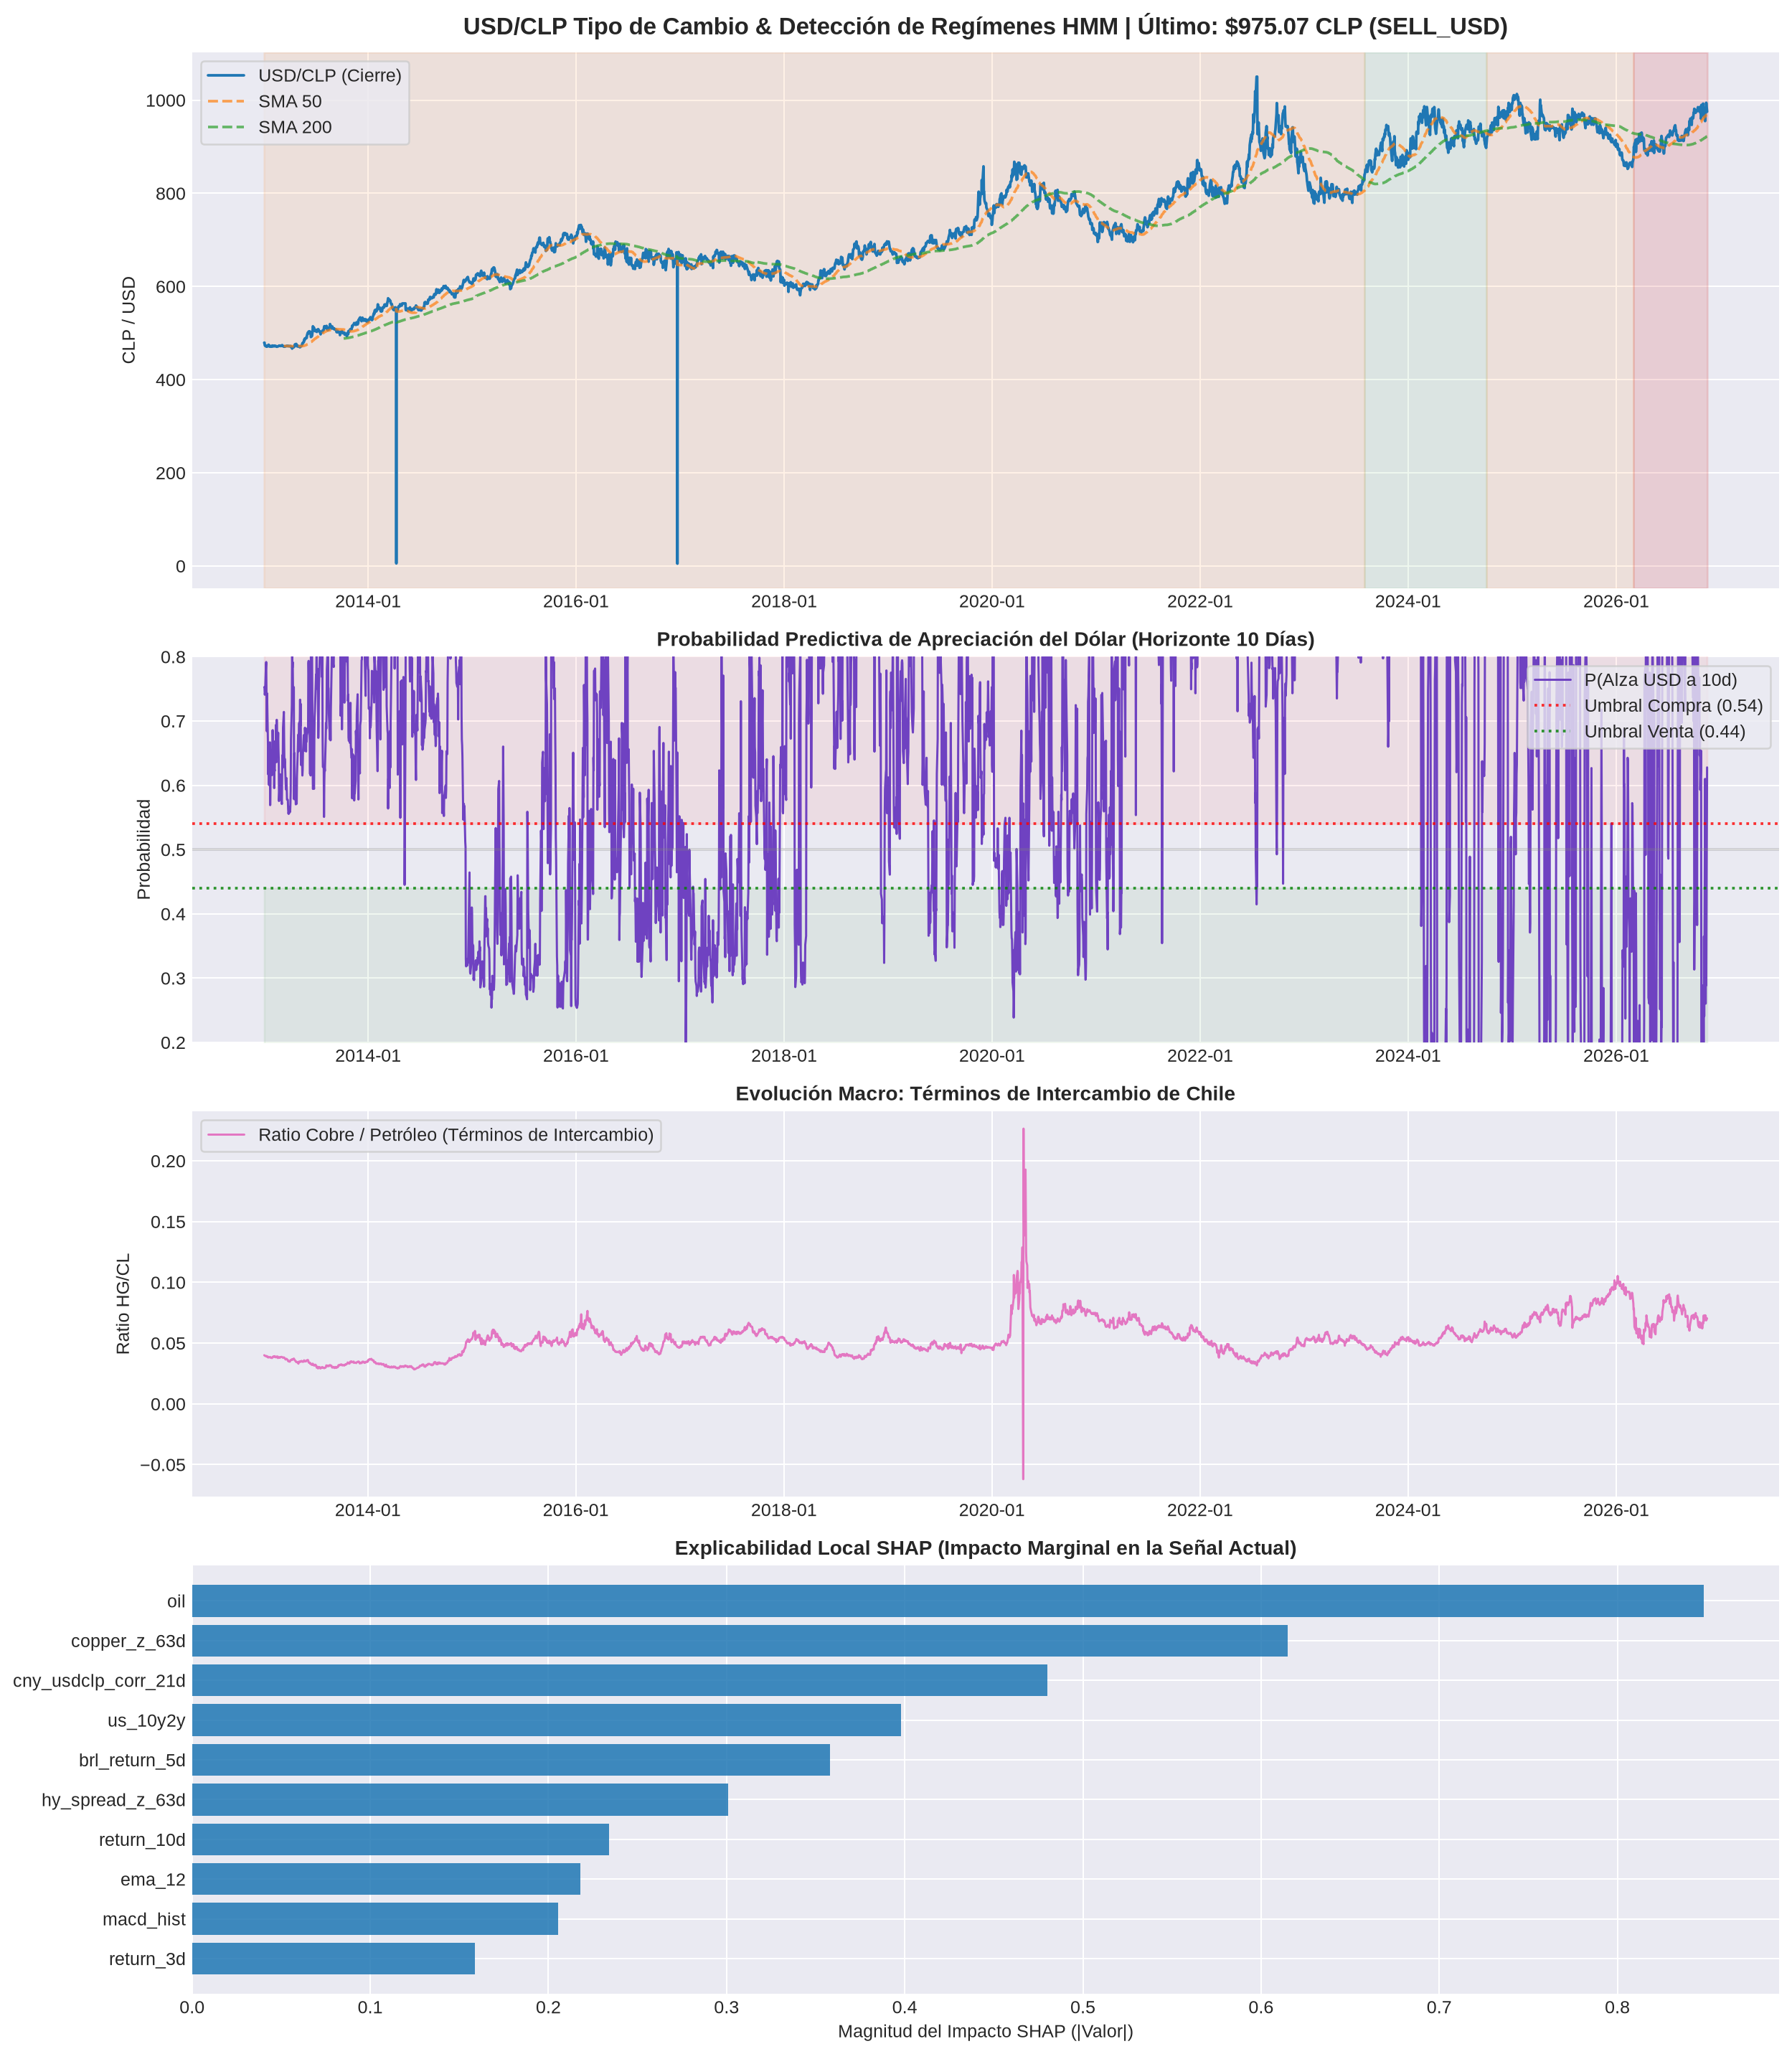 USD/CLP Tipo de Cambio & Detección de Regímenes HMM | Último: $975.07 CLP (SELL_USD)
USD/CLP (Cierre)
SMA 50
SMA 200
CLP / USD
1000
800
600
400
200
0
2014-01 2016-01 2018-01 2020-01 2022-01 2024-01 2026-01
Probabilidad Predictiva de Apreciación del Dólar (Horizonte 10 Días)
P(Alza USD a 10d)
Umbral Compra (0.54)
Umbral Venta (0.44)
Probabilidad
0.8
0.7
0.6
0.5
0.4
0.3
0.2
2014-01 2016-01 2018-01 2020-01 2022-01 2024-01 2026-01
Evolución Macro: Términos de Intercambio de Chile
Ratio Cobre / Petróleo (Términos de Intercambio)
Ratio HG/CL
0.20
0.15
0.10
0.05
0.00
−0.05
2014-01 2016-01 2018-01 2020-01 2022-01 2024-01 2026-01
Explicabilidad Local SHAP (Impacto Marginal en la Señal Actual)
oil
copper_z_63d
cny_usdclp_corr_21d
us_10y2y
brl_return_5d
hy_spread_z_63d
return_10d
ema_12
macd_hist
return_3d
0.0 0.1 0.2 0.3 0.4 0.5 0.6 0.7 0.8
Magnitud del Impacto SHAP (|Valor|)